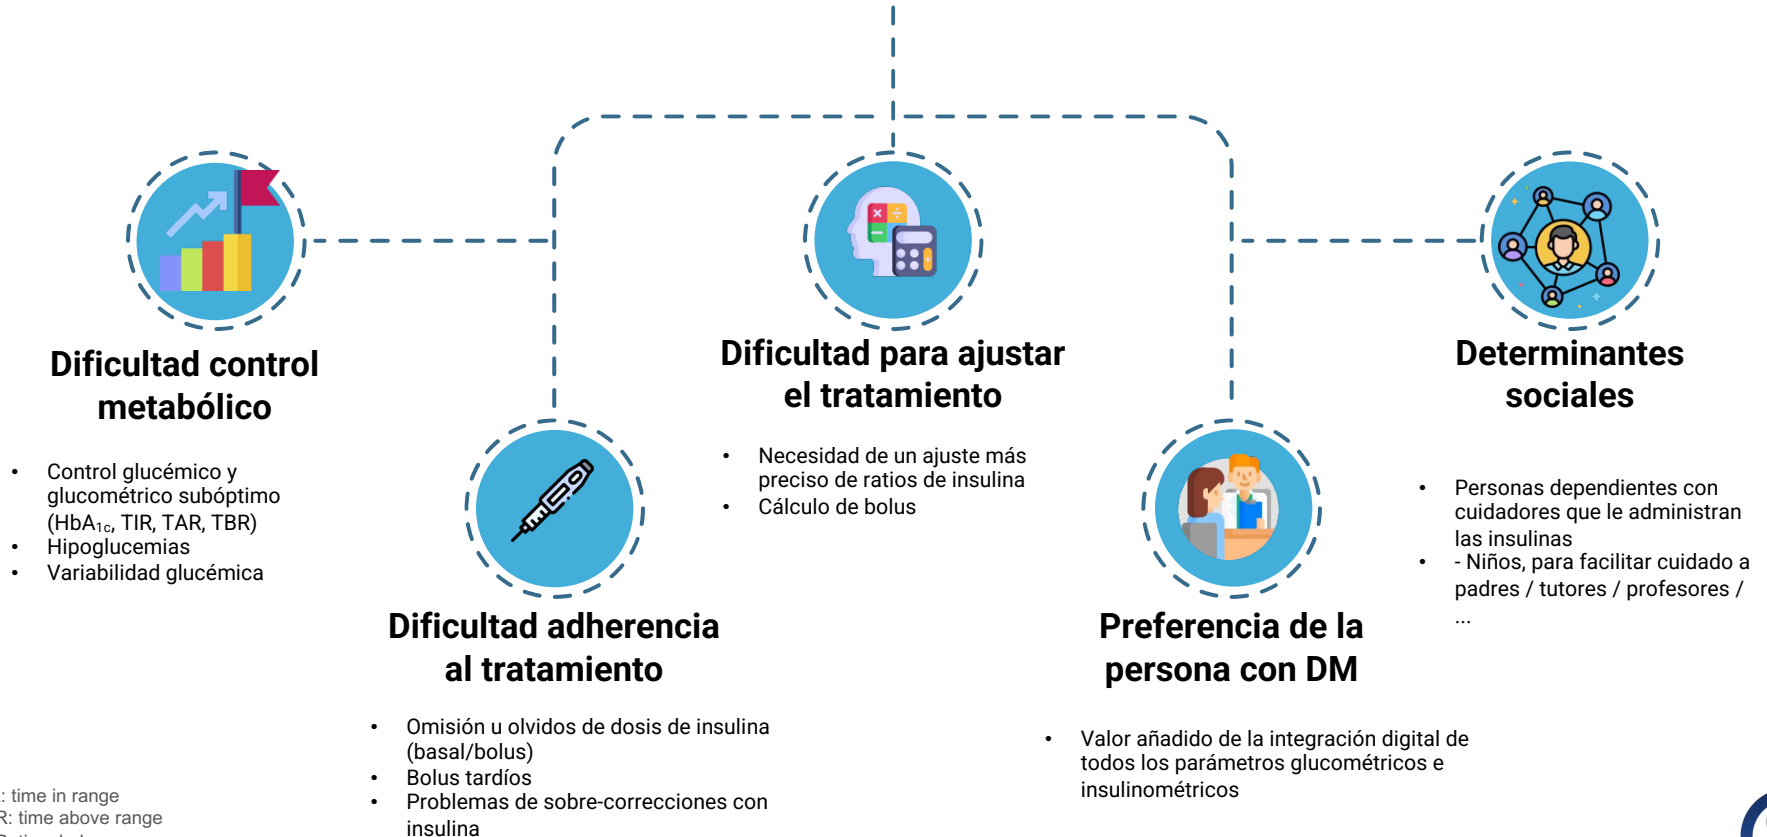 Dificultad control
metabólico
• Control glucémico y
glucométrico subóptimo
(HbA₁c, TIR, TAR, TBR)
• Hipoglucemias
• Variabilidad glucémica
Dificultad adherencia
al tratamiento
• Omisión u olvidos de dosis de insulina
(basal/bolus)
• Bolus tardíos
• Problemas de sobre-correcciones con
insulina
Dificultad para ajustar
el tratamiento
• Necesidad de un ajuste más
preciso de ratios de insulina
• Cálculo de bolus
Preferencia de la
persona con DM
• Valor añadido de la integración digital de
todos los parámetros glucométricos e
insulinométricos
Determinantes
sociales
• Personas dependientes con
cuidadores que le administran
las insulinas
• - Niños, para facilitar cuidado a
padres / tutores / profesores /
...
: time in range
R: time above range